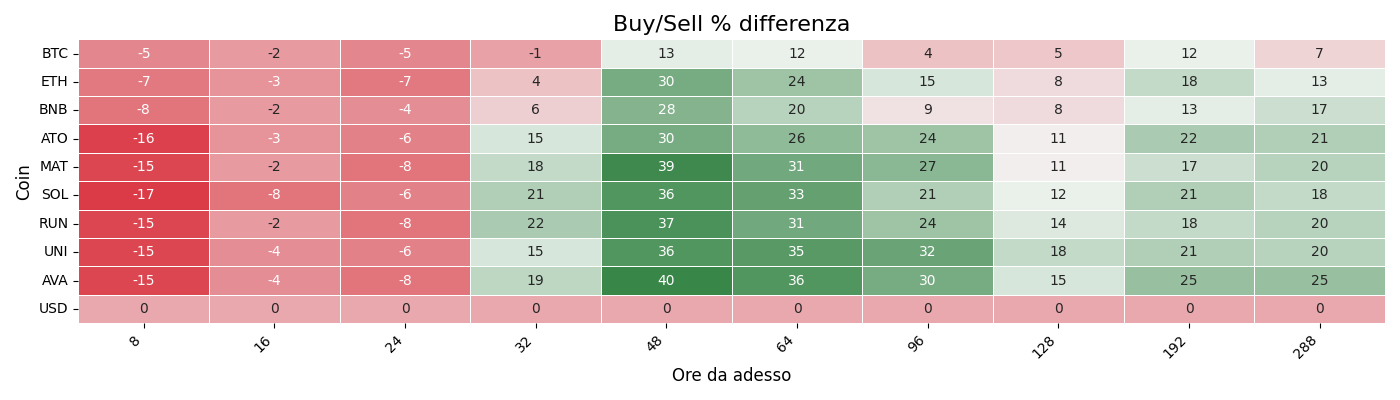 Buy/Sell % differenza
Coin
BTC -5 -2 -5 -1 13 12 4 5 12 7
ETH -7 -3 -7 4 30 24 15 8 18 13
BNB -8 -2 -4 6 28 20 9 8 13 17
ATO -16 -3 -6 15 30 26 24 11 22 21
MAT -15 -2 -8 18 39 31 27 11 17 20
SOL -17 -8 -6 21 36 33 21 12 21 18
RUN -15 -2 -8 22 37 31 24 14 18 20
UNI -15 -4 -6 15 36 35 32 18 21 20
AVA -15 -4 -8 19 40 36 30 15 25 25
USD 0 0 0 0 0 0 0 0 0 0
8 16 24 32 48 64 96 128 192 288
Ore da adesso